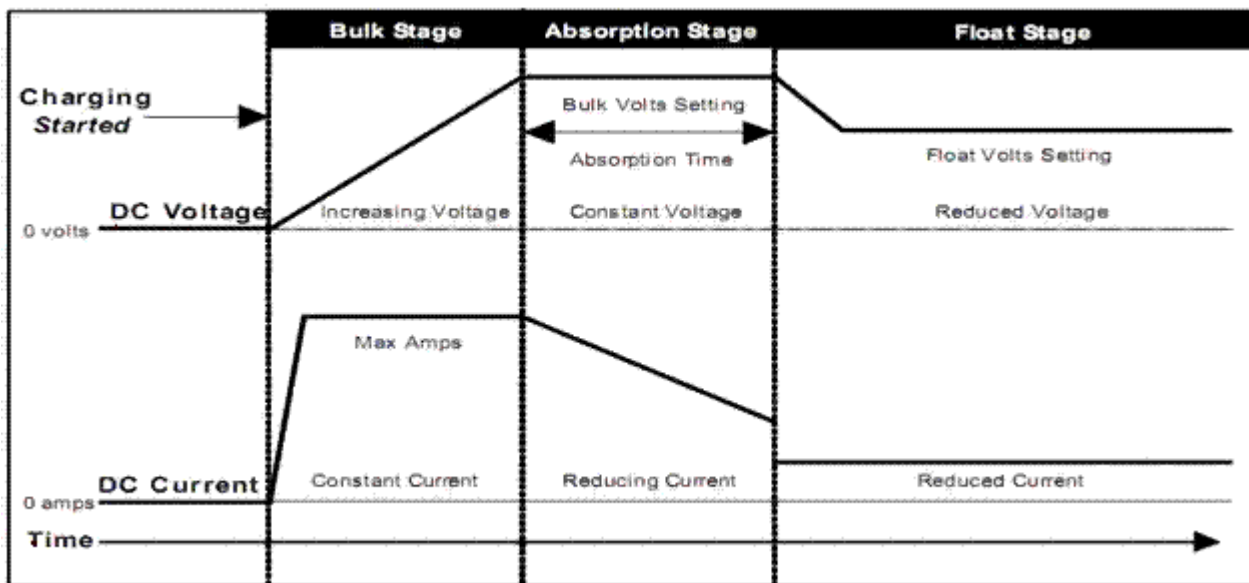 Bulk Stage
Absorption Stage
Float Stage
Charging
Started
Bulk Volts Setting
Absorption Time
Float Volts Setting
DC Voltage
Increasing Voltage
Constant Voltage
Reduced Voltage
0 volts
Max Amps
DC Current
Constant Current
Reducing Current
Reduced Current
0 amps
Time